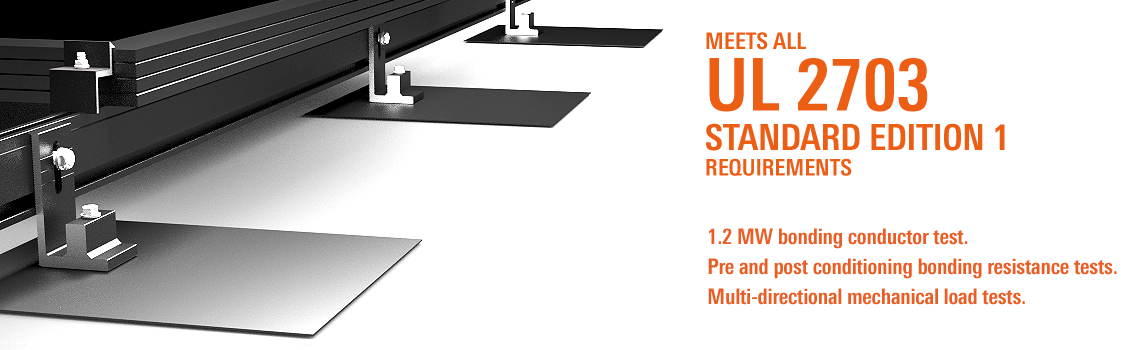 MEETS ALL
UL 2703
STANDARD EDITION 1
REQUIREMENTS
1.2 MW bonding conductor test.
Pre and post conditioning bonding resistance tests.
Multi-directional mechanical load tests.